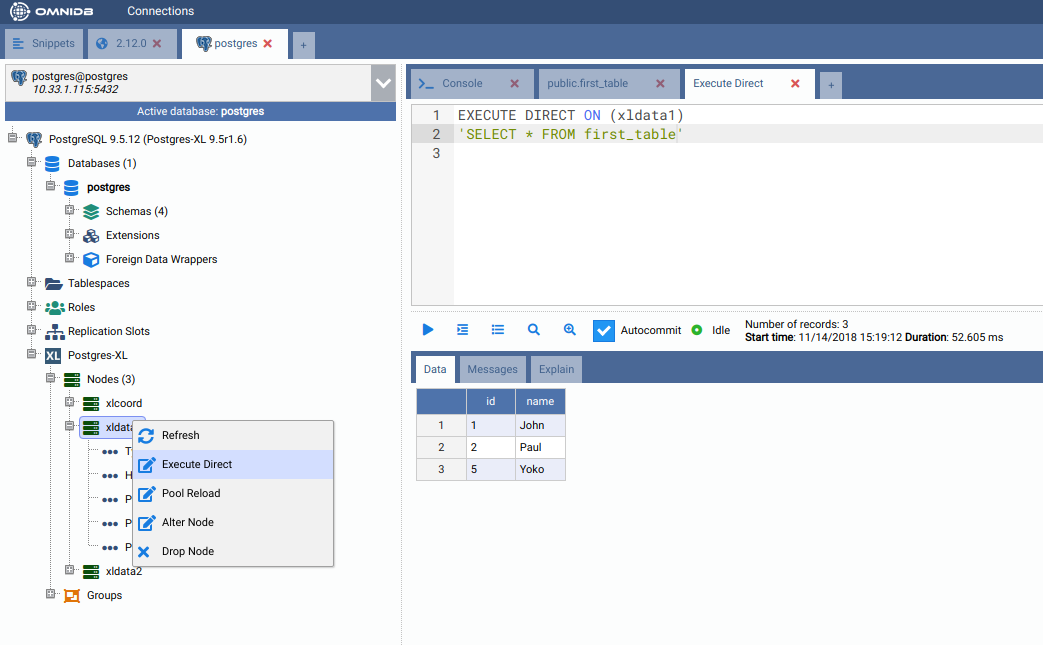 OMNIDB Connections
Snippets 2.12.0 postgres +
postgres@postgres
10.33.1.115:5432
Active database: postgres
PostgreSQL 9.5.12 (Postgres-XL 9.5r1.6)
Databases (1)
postgres
Schemas (4)
Extensions
Foreign Data Wrappers
Tablespaces
Roles
Replication Slots
XL Postgres-XL
Nodes (3)
xlcoord
xldata
T
H
P
P
P
xldata2
Groups
Refresh
Execute Direct
Pool Reload
Alter Node
Drop Node
Console public.first_table Execute Direct +
1 EXECUTE DIRECT ON (xldata1)
2 'SELECT * FROM first_table'
3
Autocommit Idle
Number of records: 3
Start time: 11/14/2018 15:19:12 Duration: 52.605 ms
Data Messages Explain
id name
1 1 John
2 2 Paul
3 5 Yoko